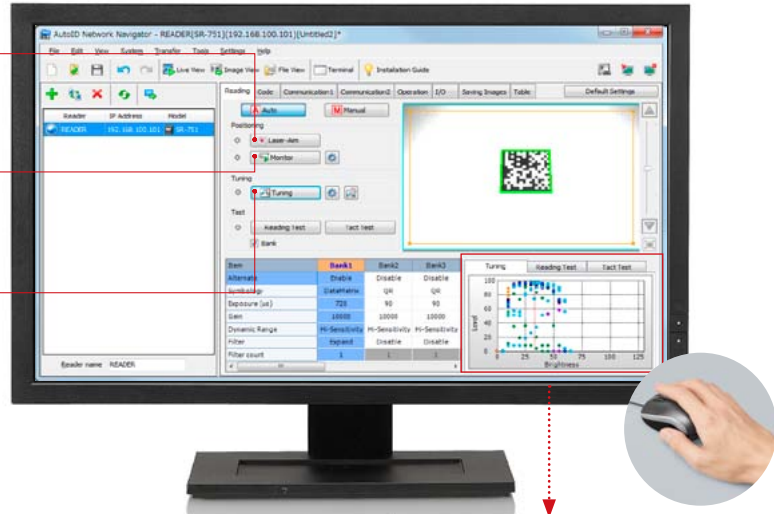 AutoID Network Navigator - READER[SR-751](192.168.100.101)[Untitled2]*
File Edit View System Transfer Tools Settings Help
Live View Image View File View Terminal Installation Guide
Reading Code Communication1 Communication2 Operation I/O Saving Images Table Default Settings
Reader IP Address Model
READER 192.168.100.101 SR-751
Auto Manual
Positioning
Laser-Aim
Monitor
Tuning
Tuning
Test
Reading Test Tact Test
Bank
Item Bank1 Bank2 Bank3
Alternate Enable Disable Disable
Symbology DataMatrix QR QR
Exposure (us) 720 90 90
Gain 10000 10000 10000
Dynamic Range Hi-Sensitivity Hi-Sensitivity Hi-Sensitivity
Filter Expand Disable Disable
Filter count 1 1 1
Tuning Reading Test Tact Test
100
80
60
40
20
0
Level
0 25 50 75 100 125
Brightness
Reader name READER